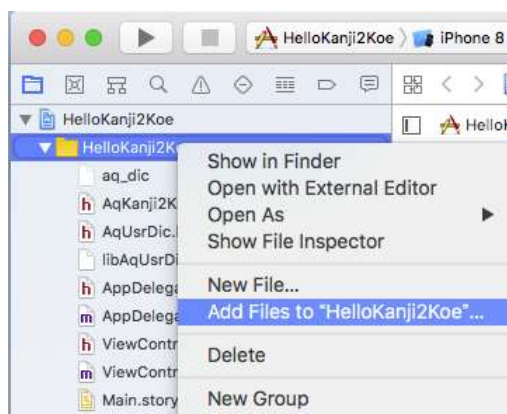 HelloKanji2Koe
iPhone 8
HelloKanji2Koe
Hello
HelloKanji2K
aq_dic
AqKanji2K
AqUsrDic.
libAqUsrDi
AppDelega
AppDelega
ViewContr
ViewContr
Main.story
Show in Finder
Open with External Editor
Open As
Show File Inspector
New File...
Add Files to "HelloKanji2Koe"...
Delete
New Group